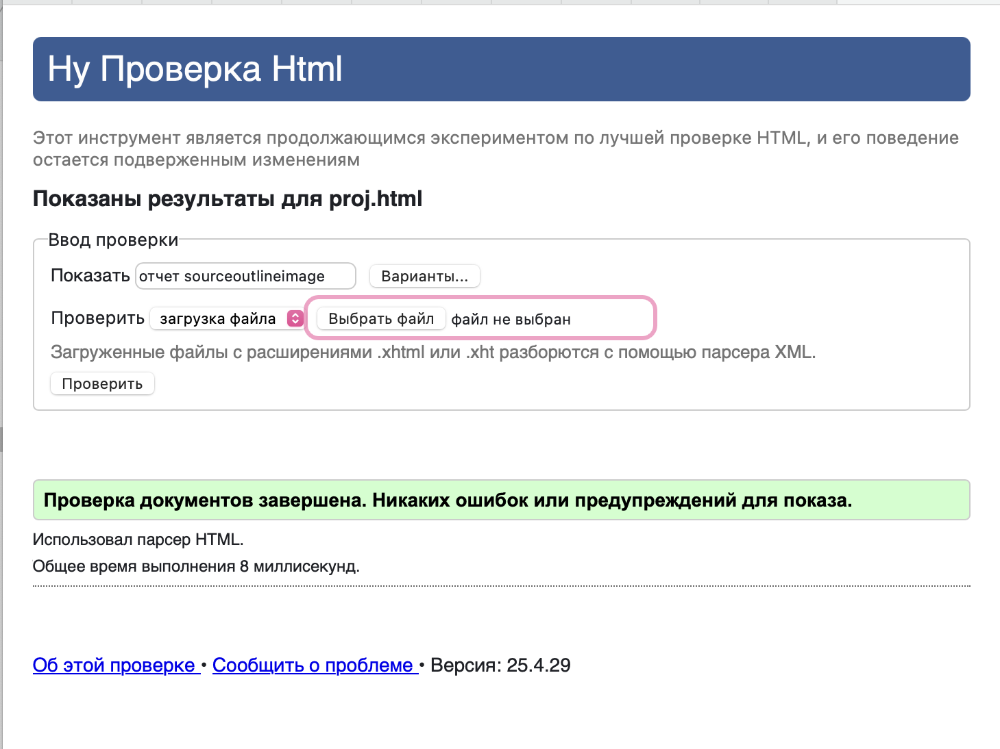 Ну Проверка Html
Этот инструмент является продолжающимся экспериментом по лучшей проверке HTML, и его поведение
остается подверженным изменениям
Показаны результаты для proj.html
Ввод проверки
Показать отчет sourceoutlineimage Варианты...
Проверить загрузка файла Выбрать файл файл не выбран
Загруженные файлы с расширениями .xhtml или .xht разборются с помощью парсера XML.
Проверить
Проверка документов завершена. Никаких ошибок или предупреждений для показа.
Использовал парсер HTML.
Общее время выполнения 8 миллисекунд.
Об этой проверке • Сообщить о проблеме • Версия: 25.4.29